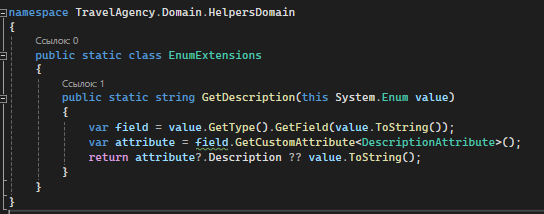 namespace TravelAgency.Domain.HelpersDomain
{
Ссылок: 0
public static class EnumExtensions
{
Ссылок: 1
public static string GetDescription(this System.Enum value)
{
var field = value.GetType().GetField(value.ToString());
var attribute = field.GetCustomAttribute<DescriptionAttribute>();
return attribute?.Description ?? value.ToString();
}
}
}